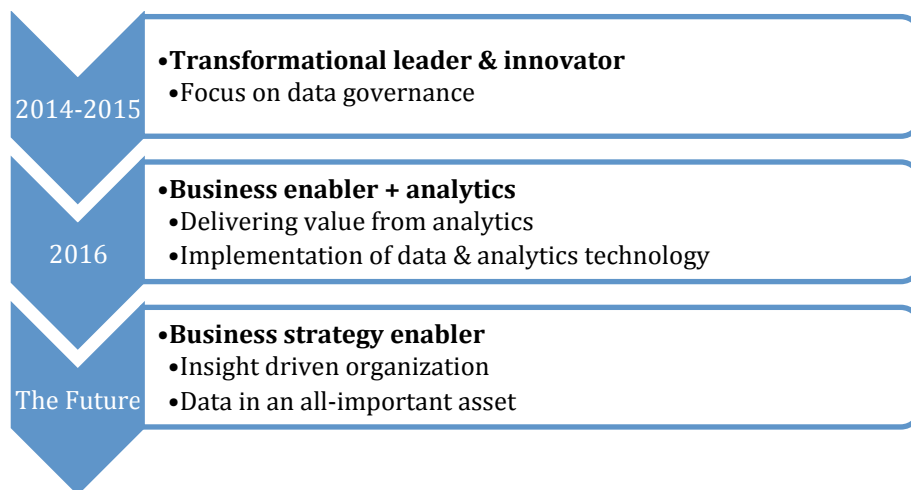 2014-2015
•Transformational leader & innovator
•Focus on data governance
2016
•Business enabler + analytics
•Delivering value from analytics
•Implementation of data & analytics technology
The Future
•Business strategy enabler
•Insight driven organization
•Data in an all-important asset